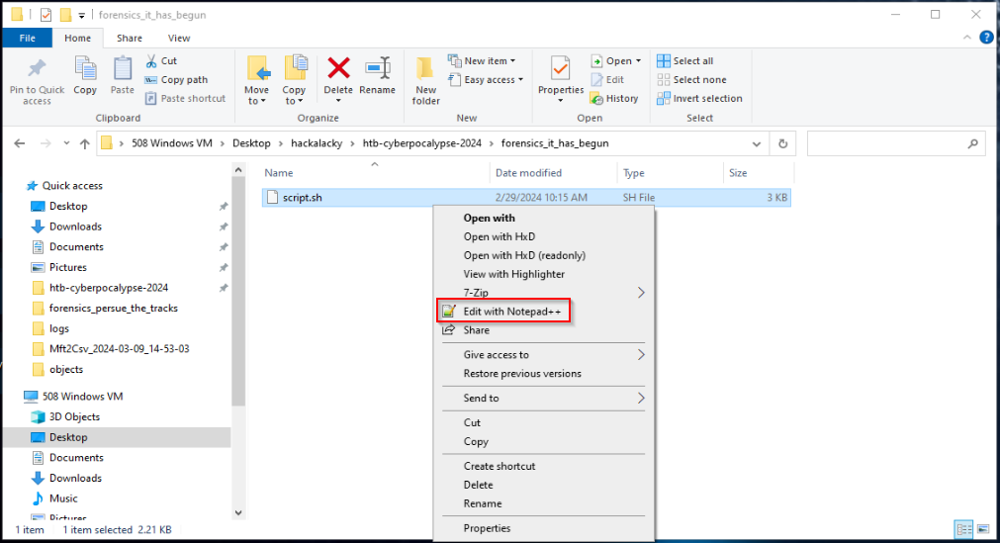 forensics_it_has_begun
File Home Share View
Pin to Quick access
Copy
Paste
Cut
Copy path
Paste shortcut
Clipboard
Move to
Copy to
Delete
Rename
Organize
New folder
New item
Easy access
New
Properties
Open
Edit
History
Open
Select all
Select none
Invert selection
Select
508 Windows VM Desktop hackalacky htb-cyberpocalypse-2024 forensics_it_has_begun
Name Date modified Type Size
script.sh 2/29/2024 10:15 AM SH File 3 KB
Quick access
Desktop
Downloads
Documents
Pictures
htb-cyberpocalypse-2024
forensics_persue_the_tracks
logs
Mft2Csv_2024-03-09_14-53-03
objects
508 Windows VM
3D Objects
Desktop
Documents
Downloads
Music
Pictures
Open with
Open with HxD
Open with HxD (readonly)
View with Highlighter
7-Zip
Edit with Notepad++
Share
Give access to
Restore previous versions
Send to
Cut
Copy
Create shortcut
Delete
Rename
Properties
1 item 1 item selected 2.21 KB